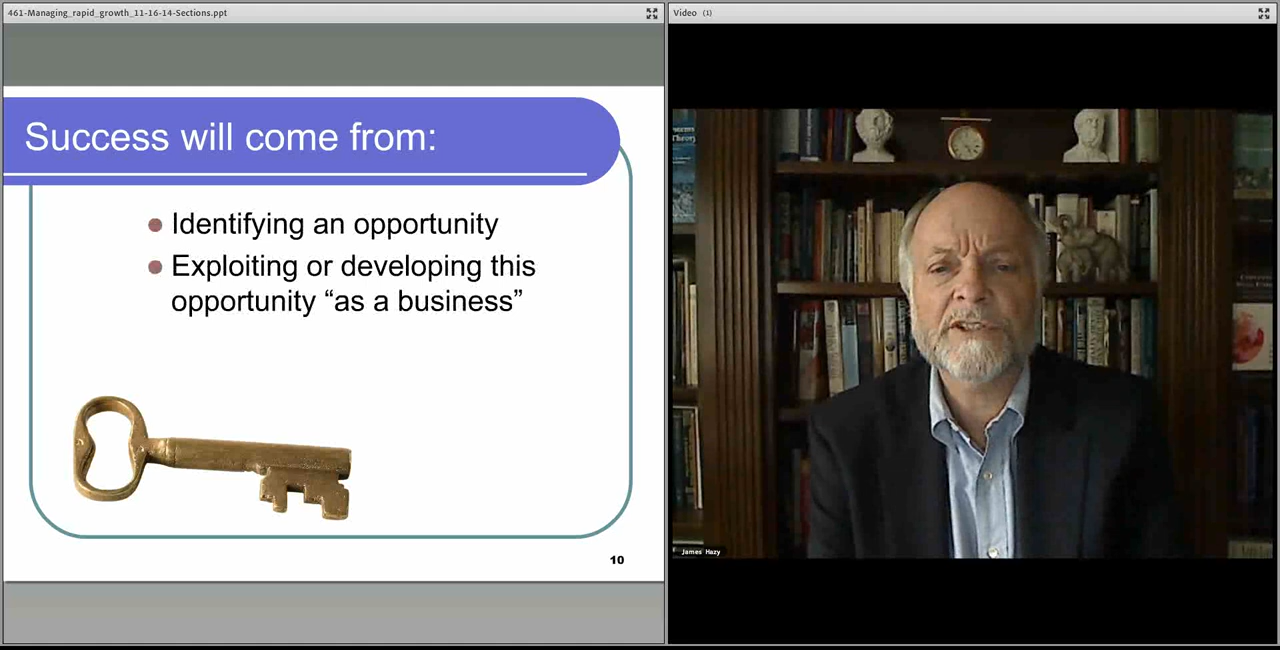 461-Managing_rapid_growth_11-16-14-Sections.ppt
Video (1)
Success will come from:
Identifying an opportunity
Exploiting or developing this
opportunity “as a business”
10
Theory
James Hazy